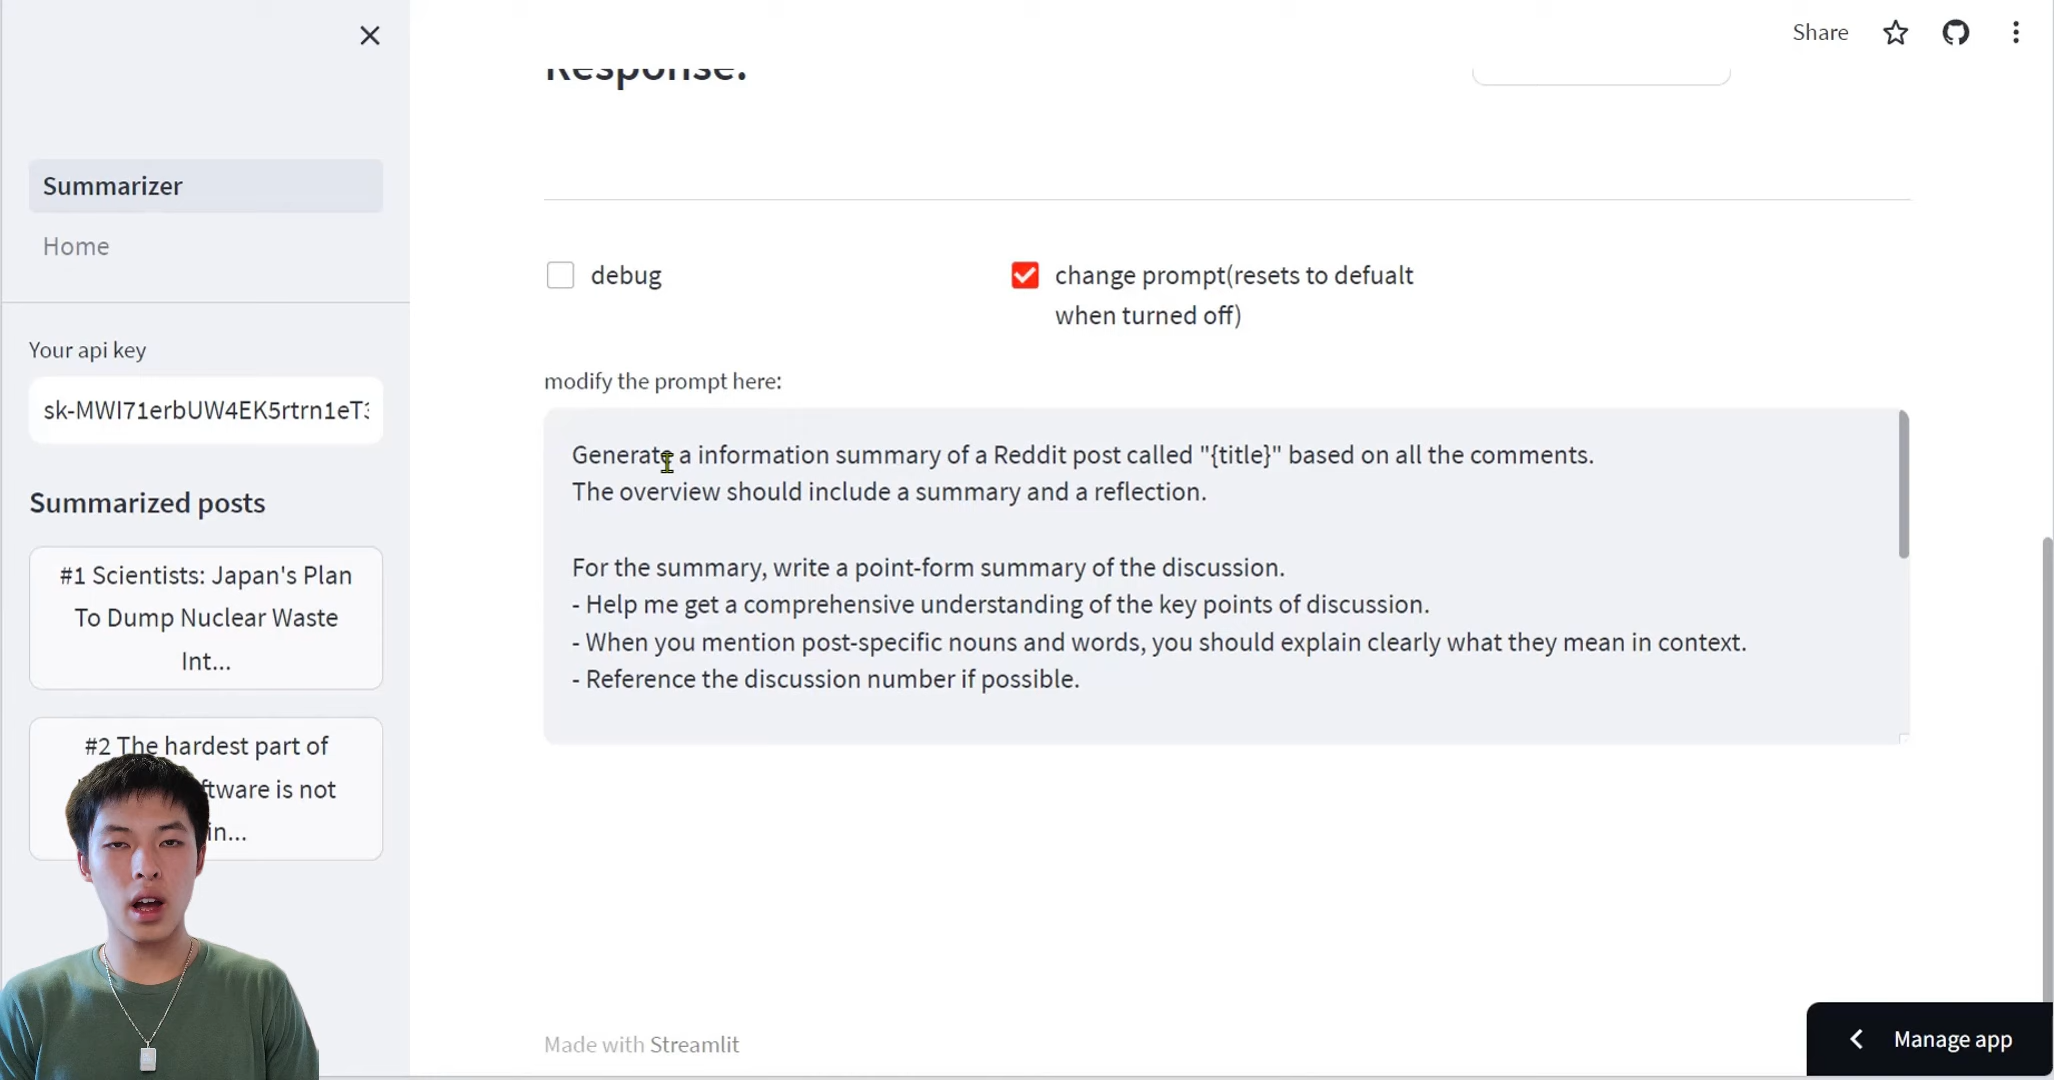 Share
Response:
Summarizer
Home
debug
change prompt(resets to defualt
when turned off)
Your api key
sk-MWI71erbUW4EK5rtrn1eT3
modify the prompt here:
Generate a information summary of a Reddit post called "{title}" based on all the comments.
The overview should include a summary and a reflection.
For the summary, write a point-form summary of the discussion.
- Help me get a comprehensive understanding of the key points of discussion.
- When you mention post-specific nouns and words, you should explain clearly what they mean in context.
- Reference the discussion number if possible.
Summarized posts
#1 Scientists: Japan's Plan
To Dump Nuclear Waste
Int...
#2 The hardest part of
is not
in...
Made with Streamlit
Manage app